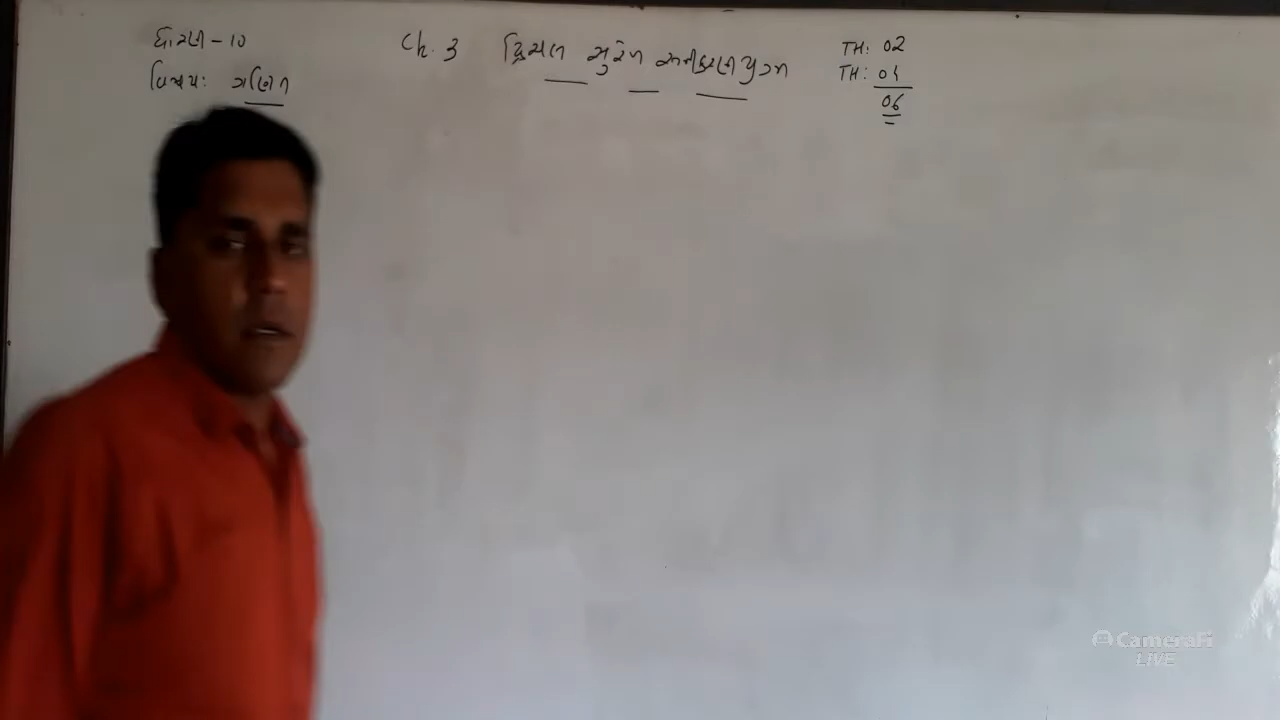 ધોરણ - 10
વિષય: ગણિત
Ch. 3 દ્વિચલ સુરેખ સમીકરણયુગ્મ
TH: 02
TH: 04
06
CameraFi
LIVE